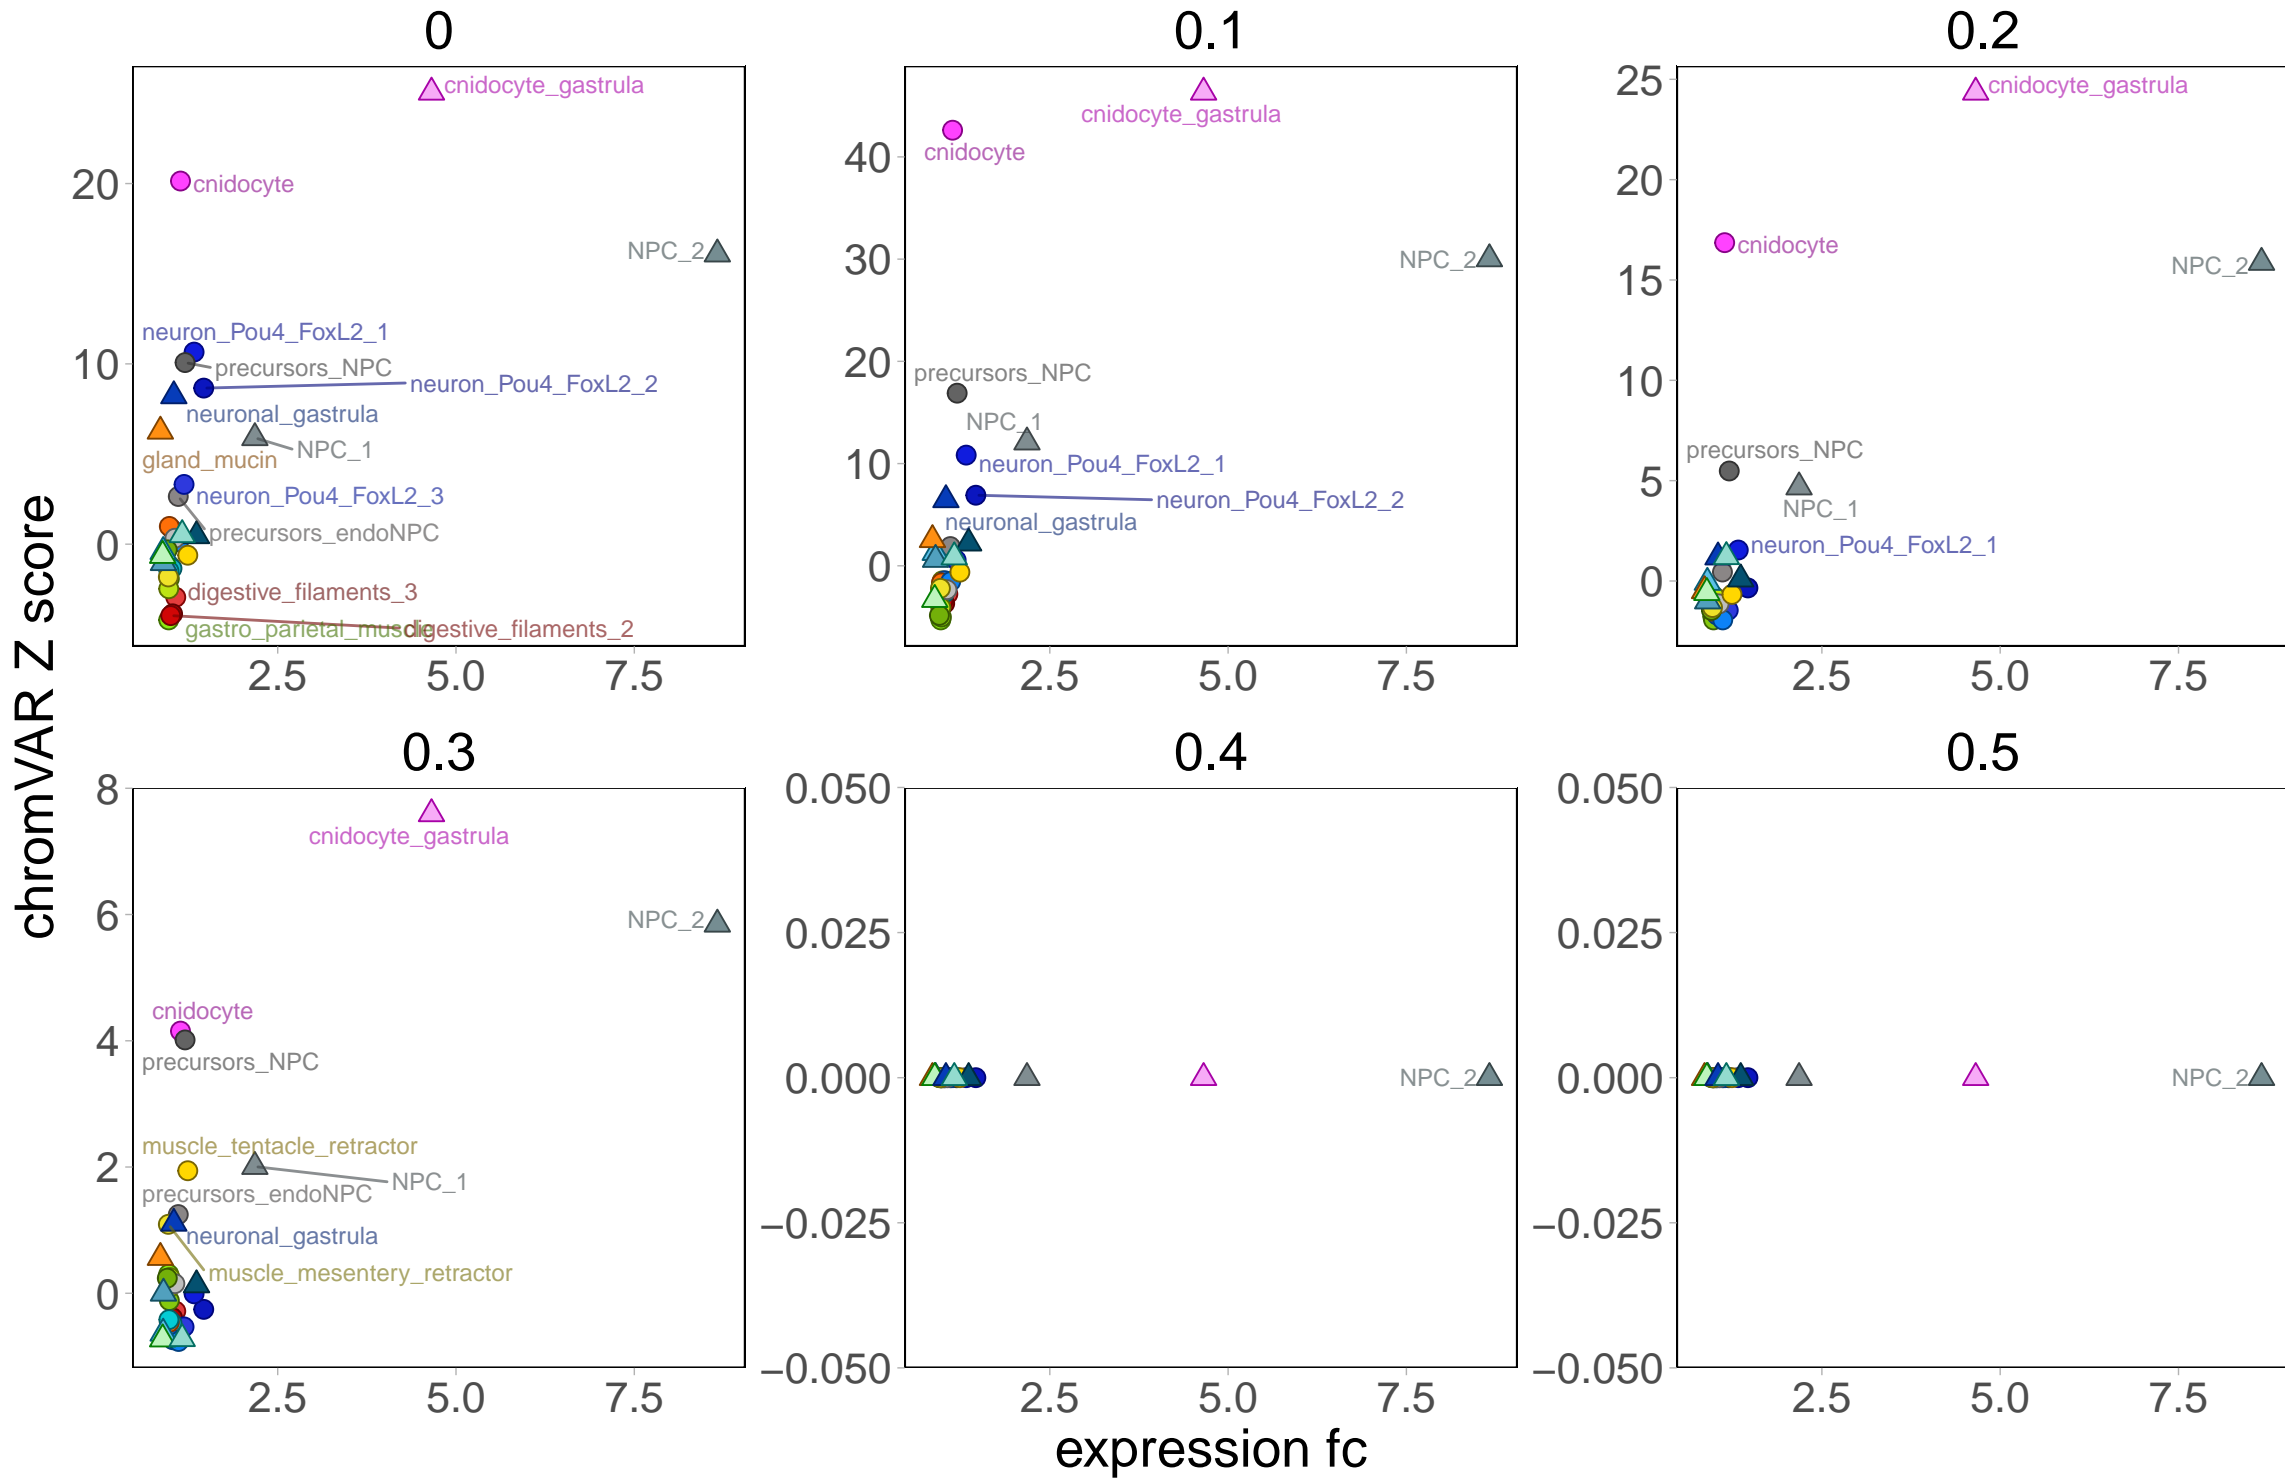 0
0.1
0.2
chromVAR Z score
20
10
0
cnidocyte_gastrula
cnidocyte
NPC_2
neuron_Pou4_FoxL2_1
precursors_NPC
neuron_Pou4_FoxL2_2
neuronal_gastrula
NPC_1
gland_mucin
neuron_Pou4_FoxL2_3
precursors_endoNPC
digestive_filaments_3
gastro_parietal_muscle
digestive_filaments_2
2.5 5.0 7.5
40
30
20
10
0
cnidocyte_gastrula
cnidocyte
NPC_2
precursors_NPC
NPC_1
neuron_Pou4_FoxL2_1
neuron_Pou4_FoxL2_2
neuronal_gastrula
2.5 5.0 7.5
25
20
15
10
5
0
cnidocyte_gastrula
cnidocyte
NPC_2
precursors_NPC
NPC_1
neuron_Pou4_FoxL2_1
2.5 5.0 7.5
0.3
0.4
0.5
8
6
4
2
0
cnidocyte_gastrula
NPC_2
cnidocyte
precursors_NPC
muscle_tentacle_retractor
NPC_1
precursors_endoNPC
neuronal_gastrula
muscle_mesentery_retractor
2.5 5.0 7.5
0.050
0.025
0.000
−0.025
−0.050
NPC_2
2.5 5.0 7.5
0.050
0.025
0.000
−0.025
−0.050
NPC_2
2.5 5.0 7.5
expression fc